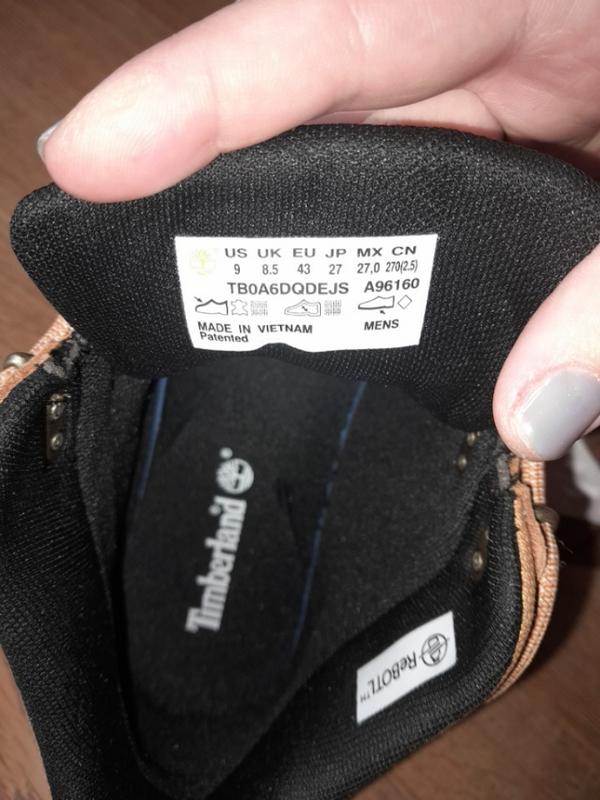 US UK EU JP MX CN
9 8.5 43 27 27,0 270(2.5)
TB0A6DQDEJS A96160
MADE IN VIETNAM MENS
Patented
Timberland®
ReBOTL™